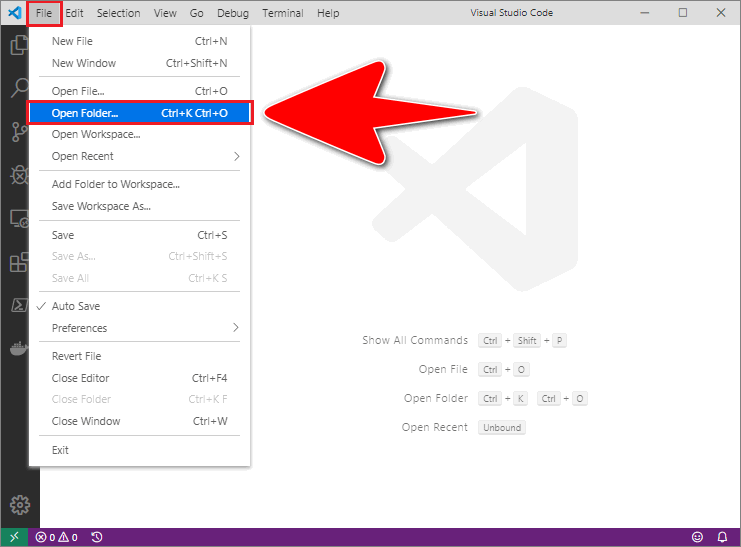 File Edit Selection View Go Debug Terminal Help Visual Studio Code
New File Ctrl+N
New Window Ctrl+Shift+N
Open File... Ctrl+O
Open Folder... Ctrl+K Ctrl+O
Open Workspace...
Open Recent
Add Folder to Workspace...
Save Workspace As...
Save Ctrl+S
Save As... Ctrl+Shift+S
Save All Ctrl+K S
Auto Save
Preferences
Revert File
Close Editor Ctrl+F4
Close Folder Ctrl+K F
Close Window Ctrl+W
Exit
Show All Commands Ctrl + Shift + P
Open File Ctrl + O
Open Folder Ctrl + K Ctrl + O
Open Recent Unbound
0 0